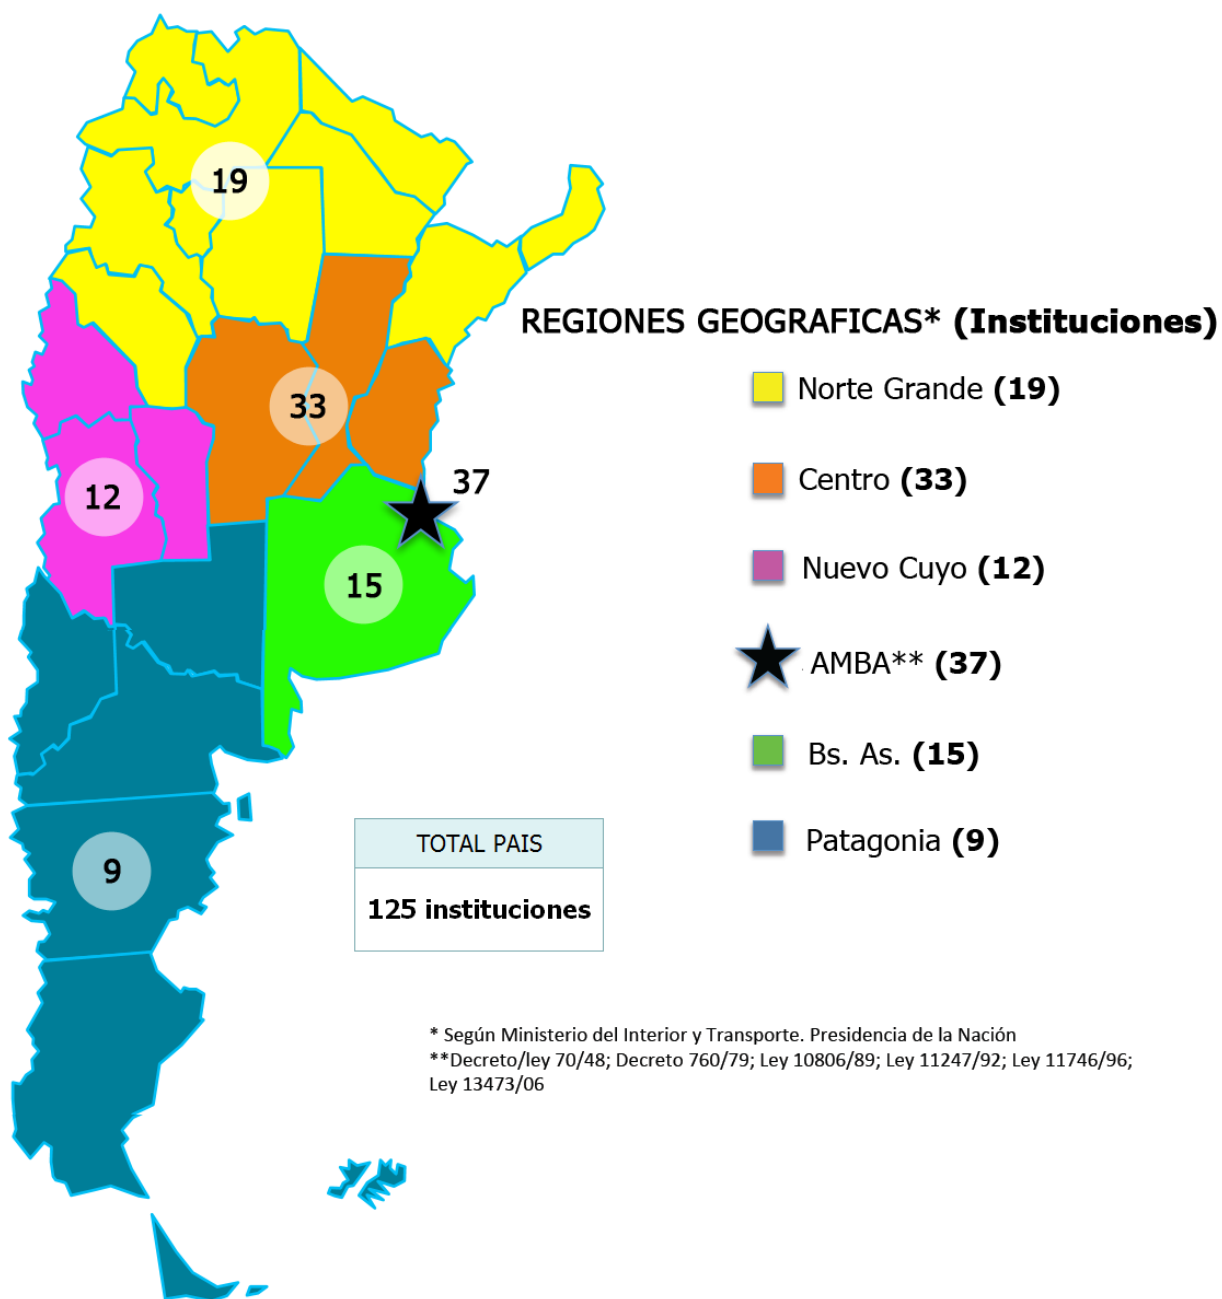 19
REGIONES GEOGRAFICAS* (Instituciones)
Norte Grande (19)
33
Centro (33)
37
12
Nuevo Cuyo (12)
15
AMBA** (37)
Bs. As. (15)
Patagonia (9)
9
TOTAL PAIS
125 instituciones
* Según Ministerio del Interior y Transporte. Presidencia de la Nación
**Decreto/ley 70/48; Decreto 760/79; Ley 10806/89; Ley 11247/92; Ley 11746/96;
Ley 13473/06